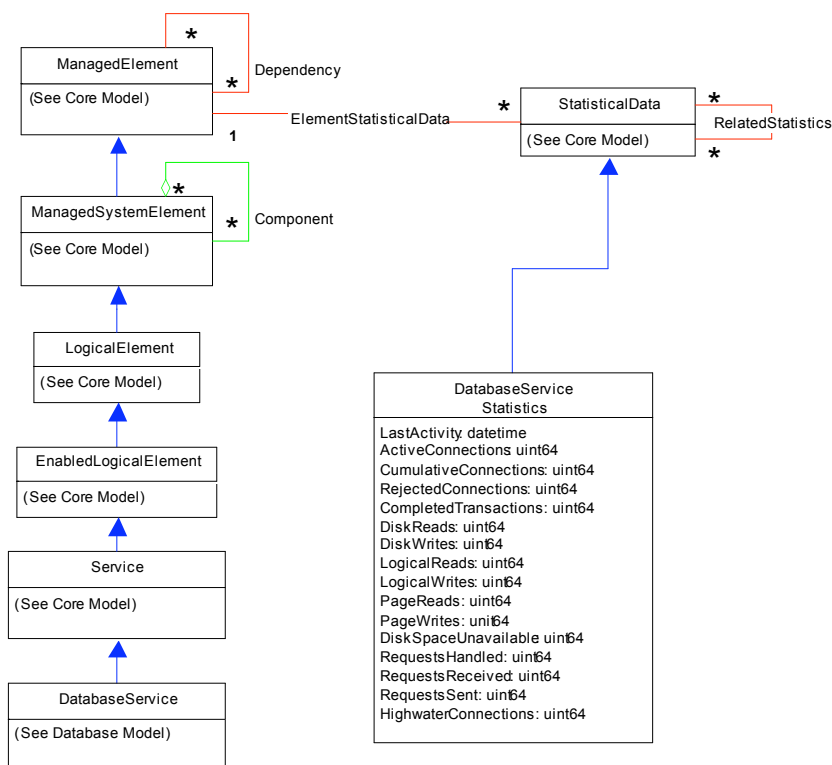 *
ManagedElement
*
Dependency
(See Core Model)
1
ElementStatisticalData
*
StatisticalData
(See Core Model)
*
RelatedStatistics
*
*
ManagedSystemElement
*
Component
(See Core Model)
LogicalElement
(See Core Model)
EnabledLogicalElement
(See Core Model)
Service
(See Core Model)
DatabaseService
(See Database Model)
DatabaseService
Statistics
LastActivity: datetime
ActiveConnections: uint64
CumulativeConnections: uint64
RejectedConnections: uint64
CompletedTransactions: uint64
DiskReads: uint64
DiskWrites: uint64
LogicalReads: uint64
LogicalWrites: uint64
PageReads: uint64
PageWrites: unit64
DiskSpaceUnavailable: uint64
RequestsHandled: uint64
RequestsReceived: uint64
RequestsSent: uint64
HighwaterConnections: uint64